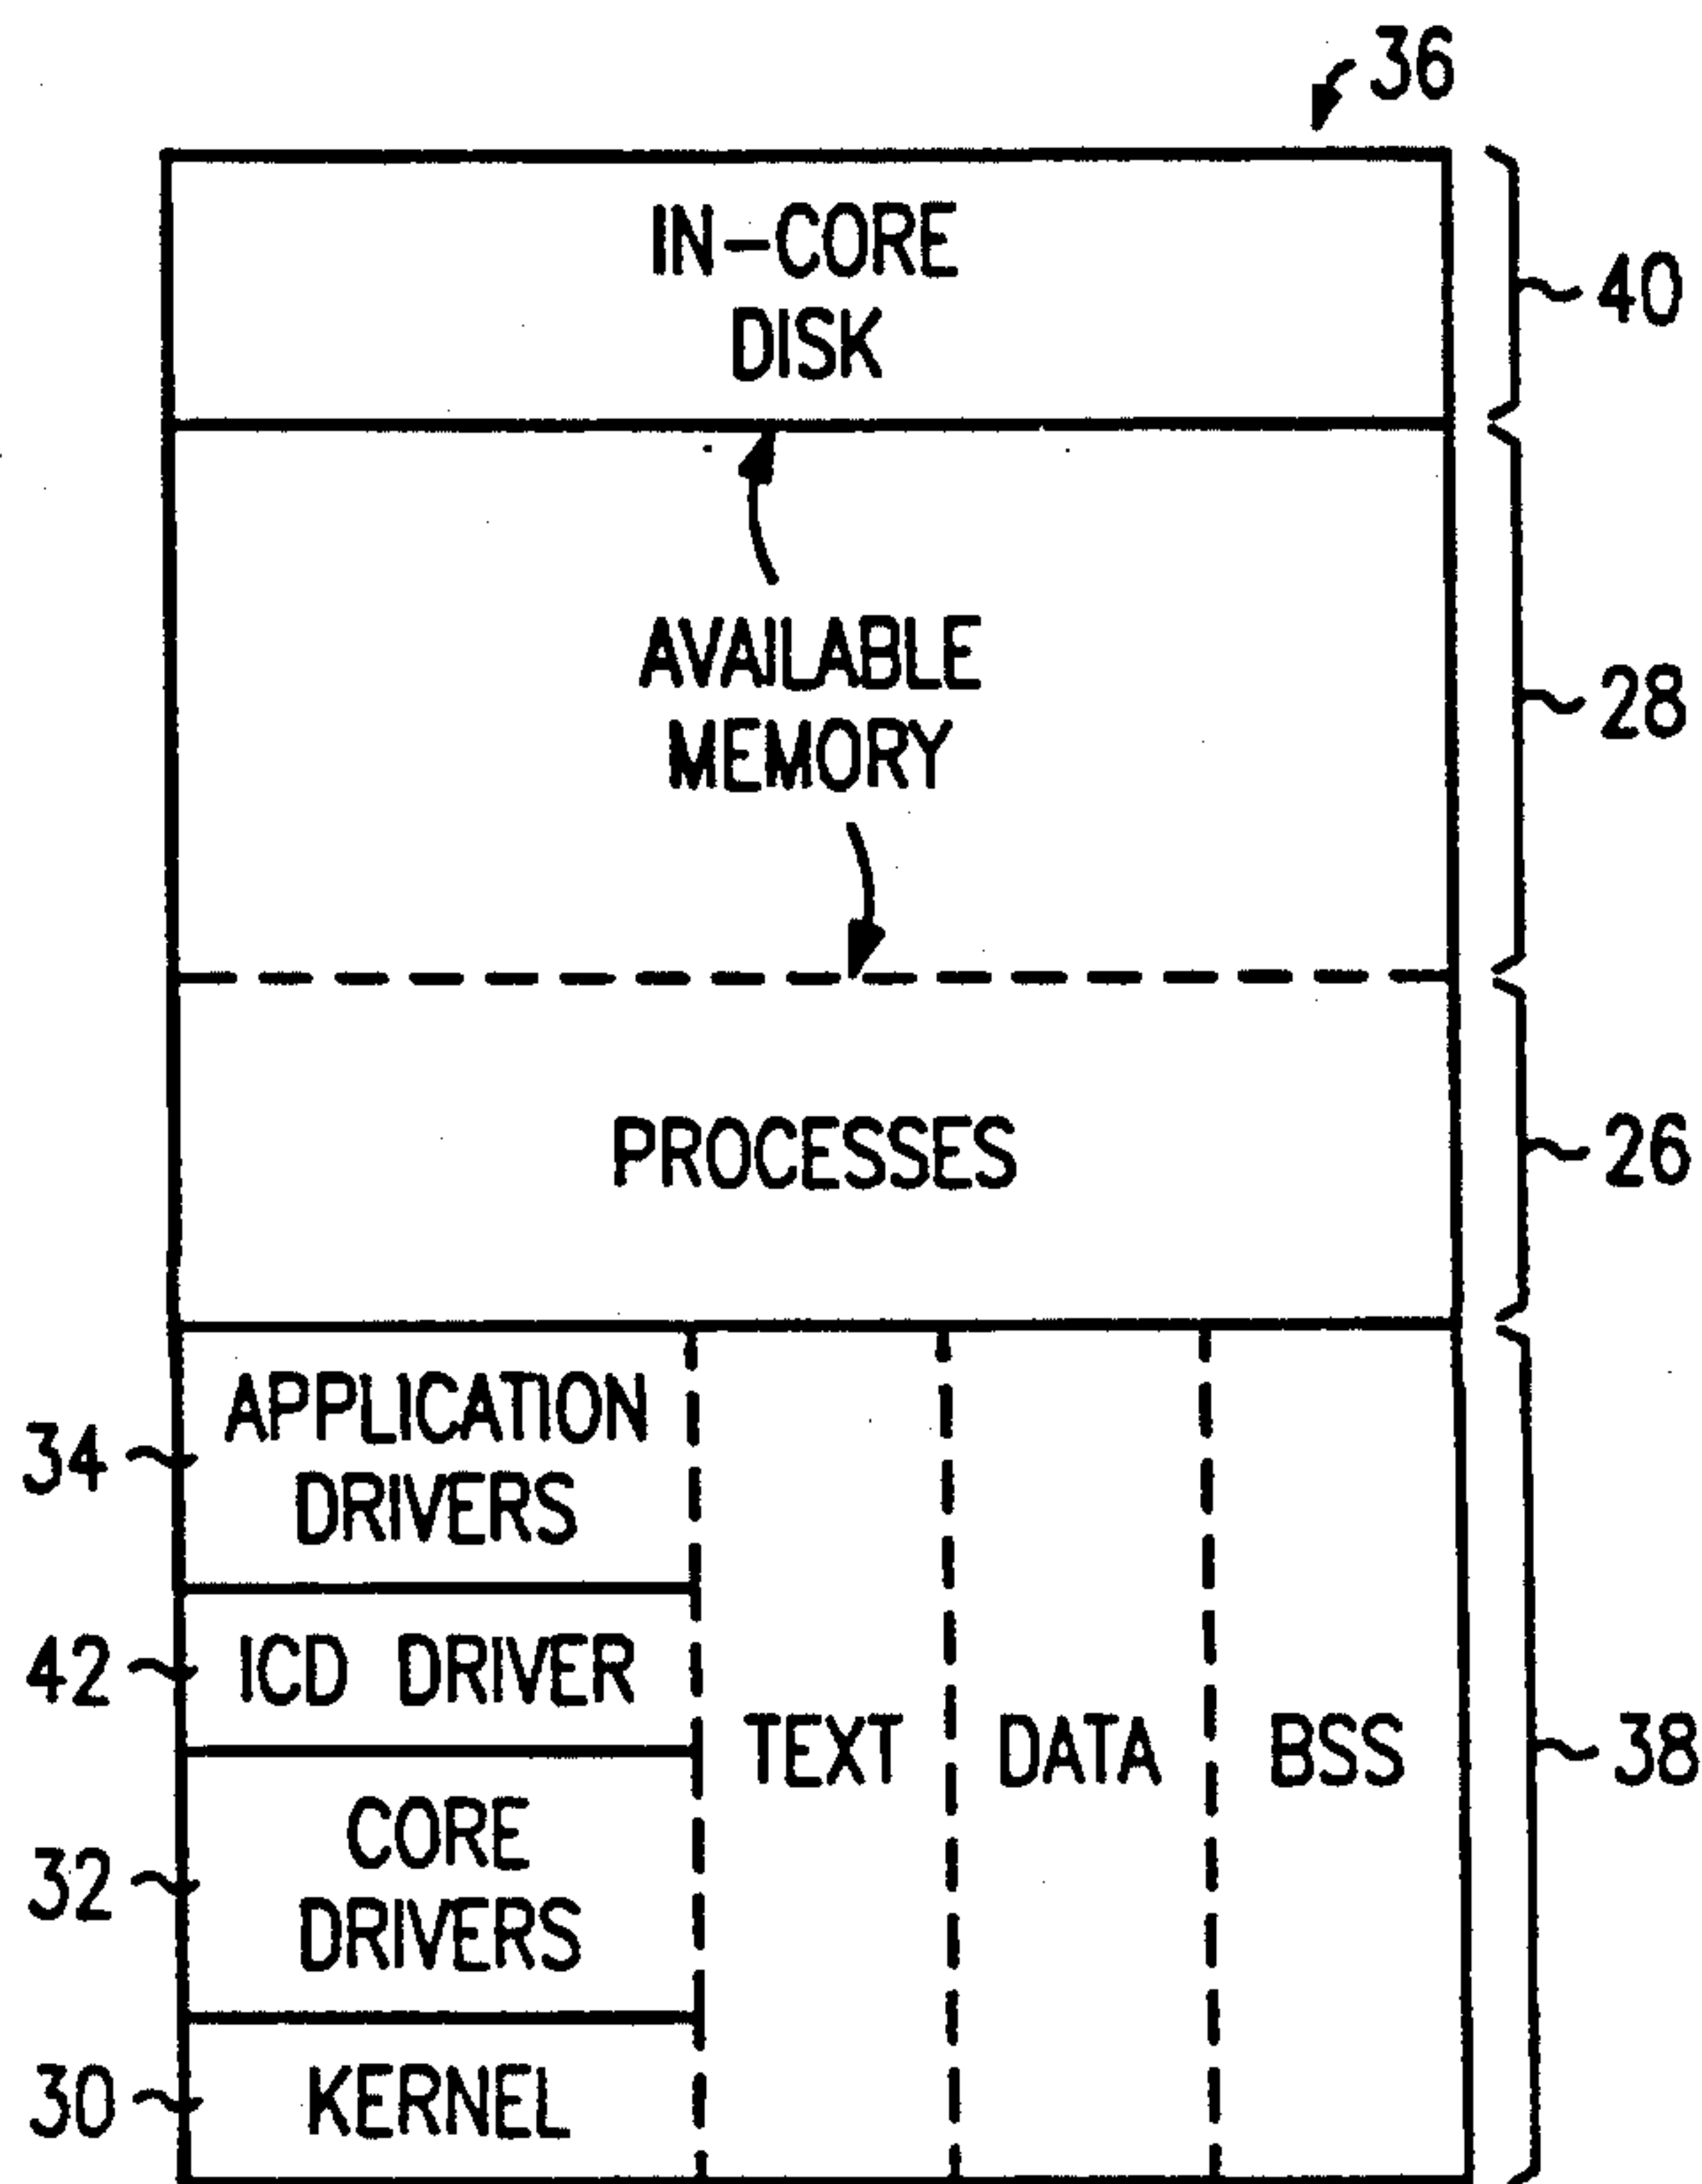 36
IN-CORE
DISK
40
AVAILABLE
MEMORY
28
PROCESSES
26
APPLICATION
DRIVERS
34
ICD DRIVER
42
TEXT DATA BSS
38
CORE
DRIVERS
32
KERNEL
30